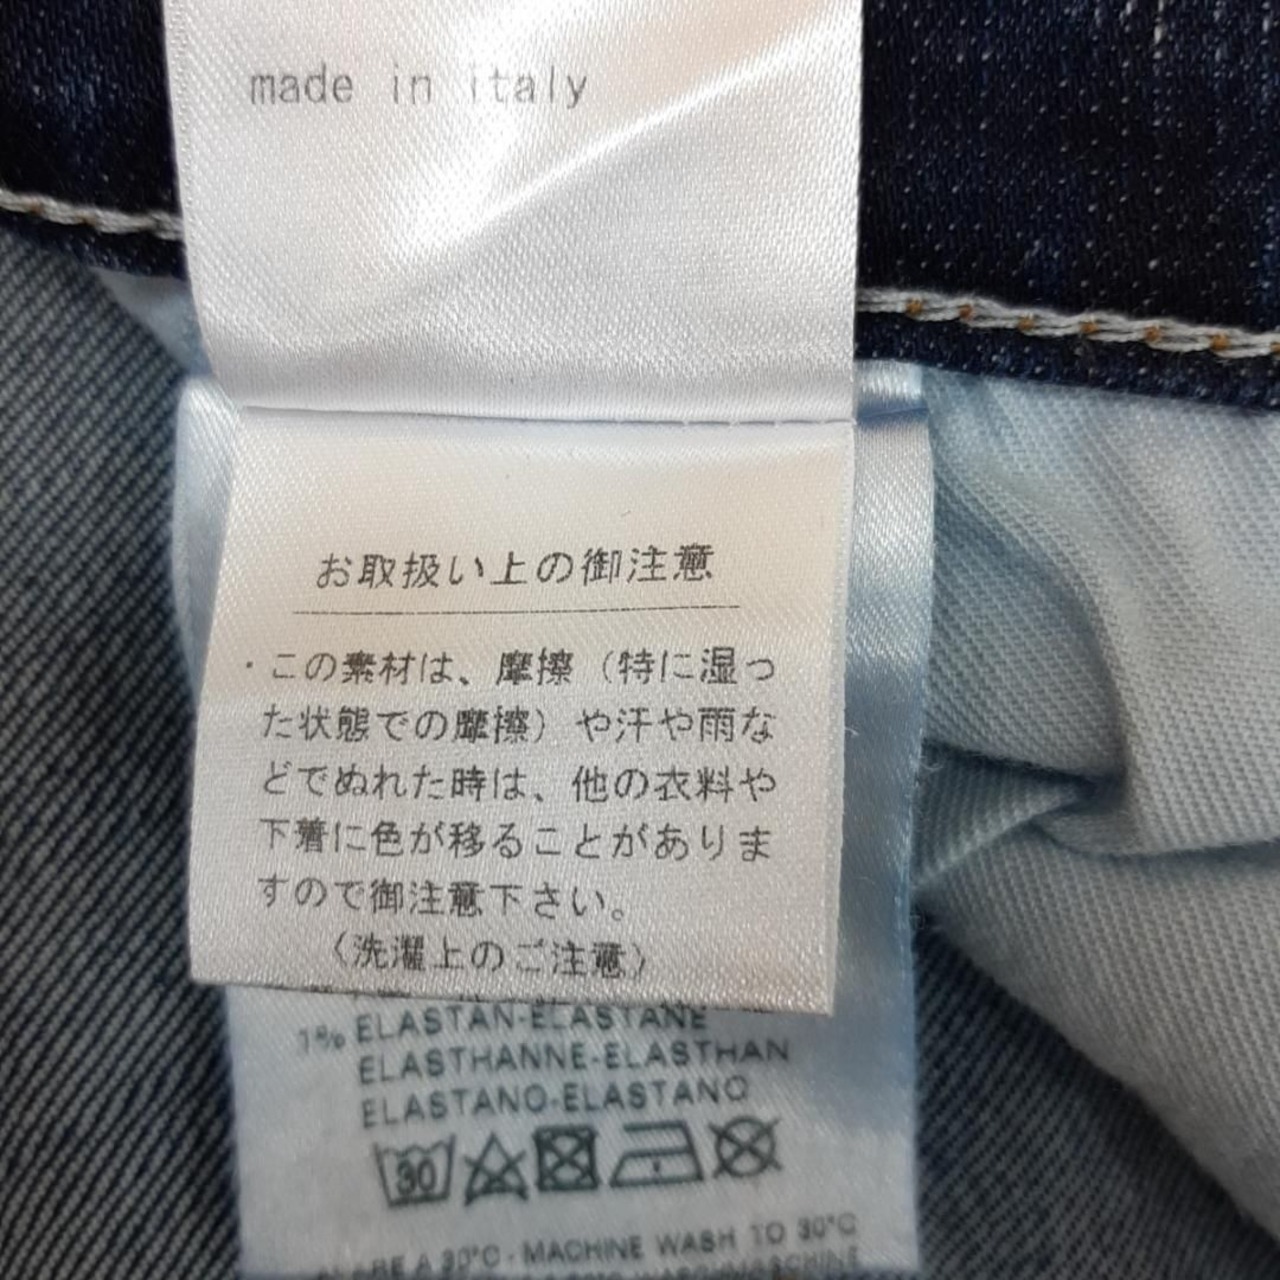 made in italy
お取扱い上の御注意
・この素材は、摩擦（特に湿っ
た状態での摩擦）や汗や雨な
どでぬれた時は、他の衣料や
下着に色が移ることがありま
すので御注意下さい。
（洗濯上のご注意）
1% ELASTAN-ELASTANE
ELASTHANNE-ELASTHAN
ELASTANO-ELASTANO
30
A 30°C - MACHINE WASH TO 30°C